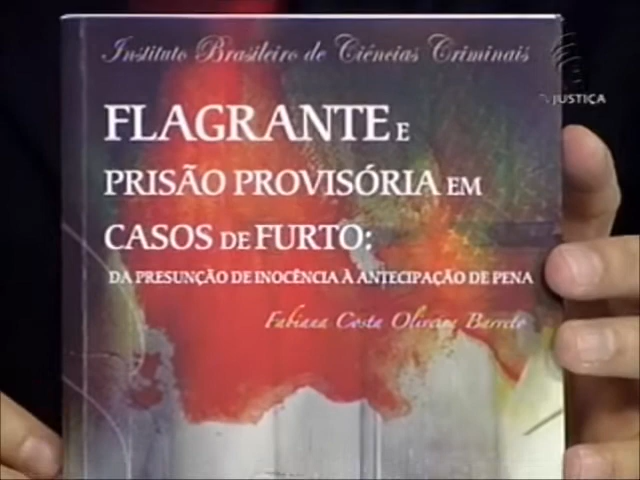 Instituto Brasileiro de Ciências Criminais
TV JUSTIÇA
FLAGRANTE E
PRISÃO PROVISÓRIA EM
CASOS DE FURTO:
DA PRESUNÇÃO DE INOCÊNCIA À ANTECIPAÇÃO DE PENA
Fabiana Costa Oliveira Barreto